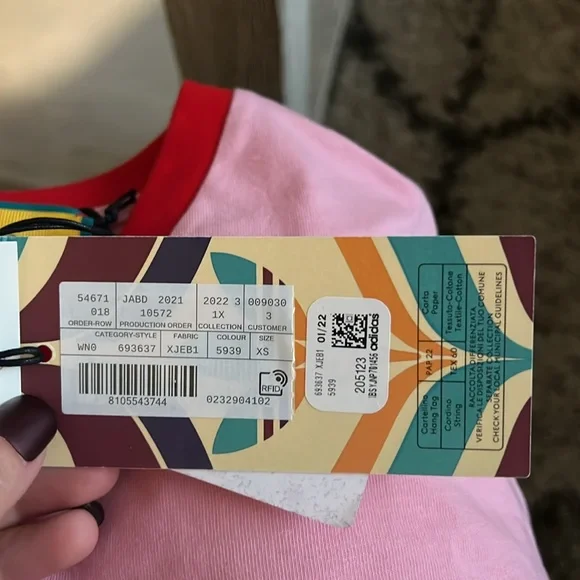 54671 JABD 2021 2022 3 009030
018 10572 1X 3
ORDER-ROW PRODUCTION ORDER COLLECTION CUSTOMER
CATEGORY-STYLE FABRIC COLOUR SIZE
WN0 693637 XJEB1 5939 XS
RFID
8105543744 0232904102
693637 XJEB1
5939
01/22
205123
adidas
Cartellino
Hang Tag
PAP 22
Carta
Paper
Cordino
String
TEX 60
Tessuto-Cotone
Textile-Cotton
RACCOLTA DIFFERENZIATA
VERIFICA LE DISPOSIZIONI DEL TUO COMUNE
SEPARATE COLLECTION
CHECK YOUR LOCAL MUNICIPAL GUIDELINES